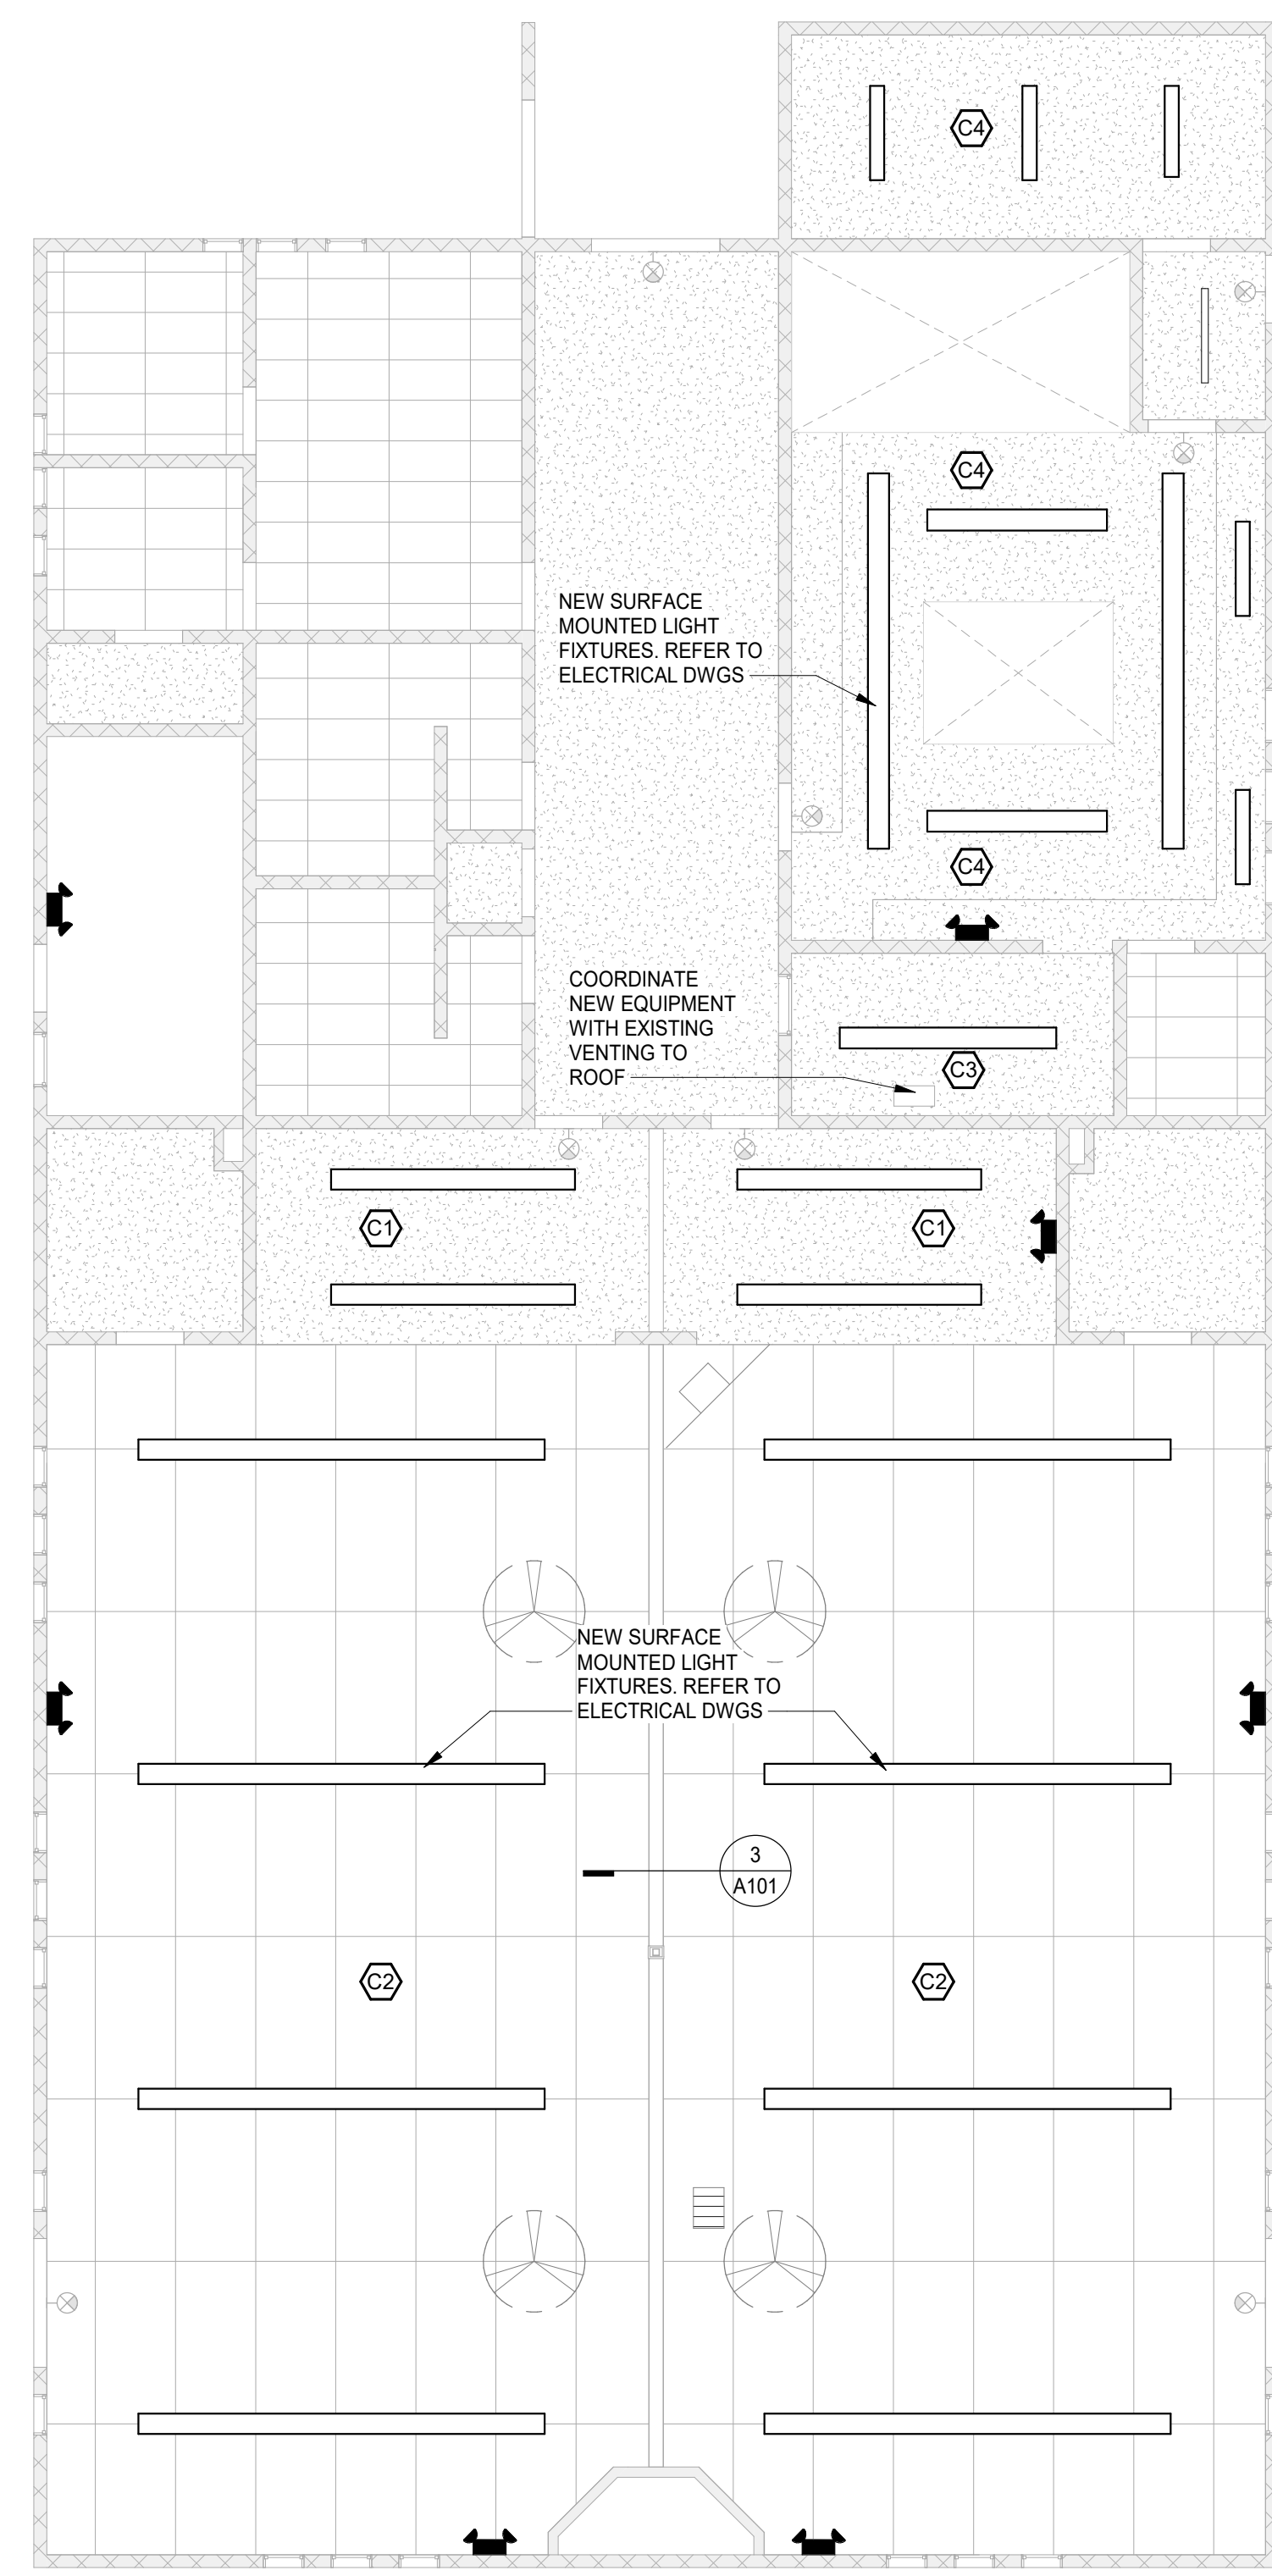 C4
C4
NEW SURFACE
MOUNTED LIGHT
FIXTURES. REFER TO
ELECTRICAL DWGS
C4
COORDINATE
NEW EQUIPMENT
WITH EXISTING
VENTING TO
ROOF
C3
C1
C1
NEW SURFACE
MOUNTED LIGHT
FIXTURES. REFER TO
ELECTRICAL DWGS
3
A101
C2
C2